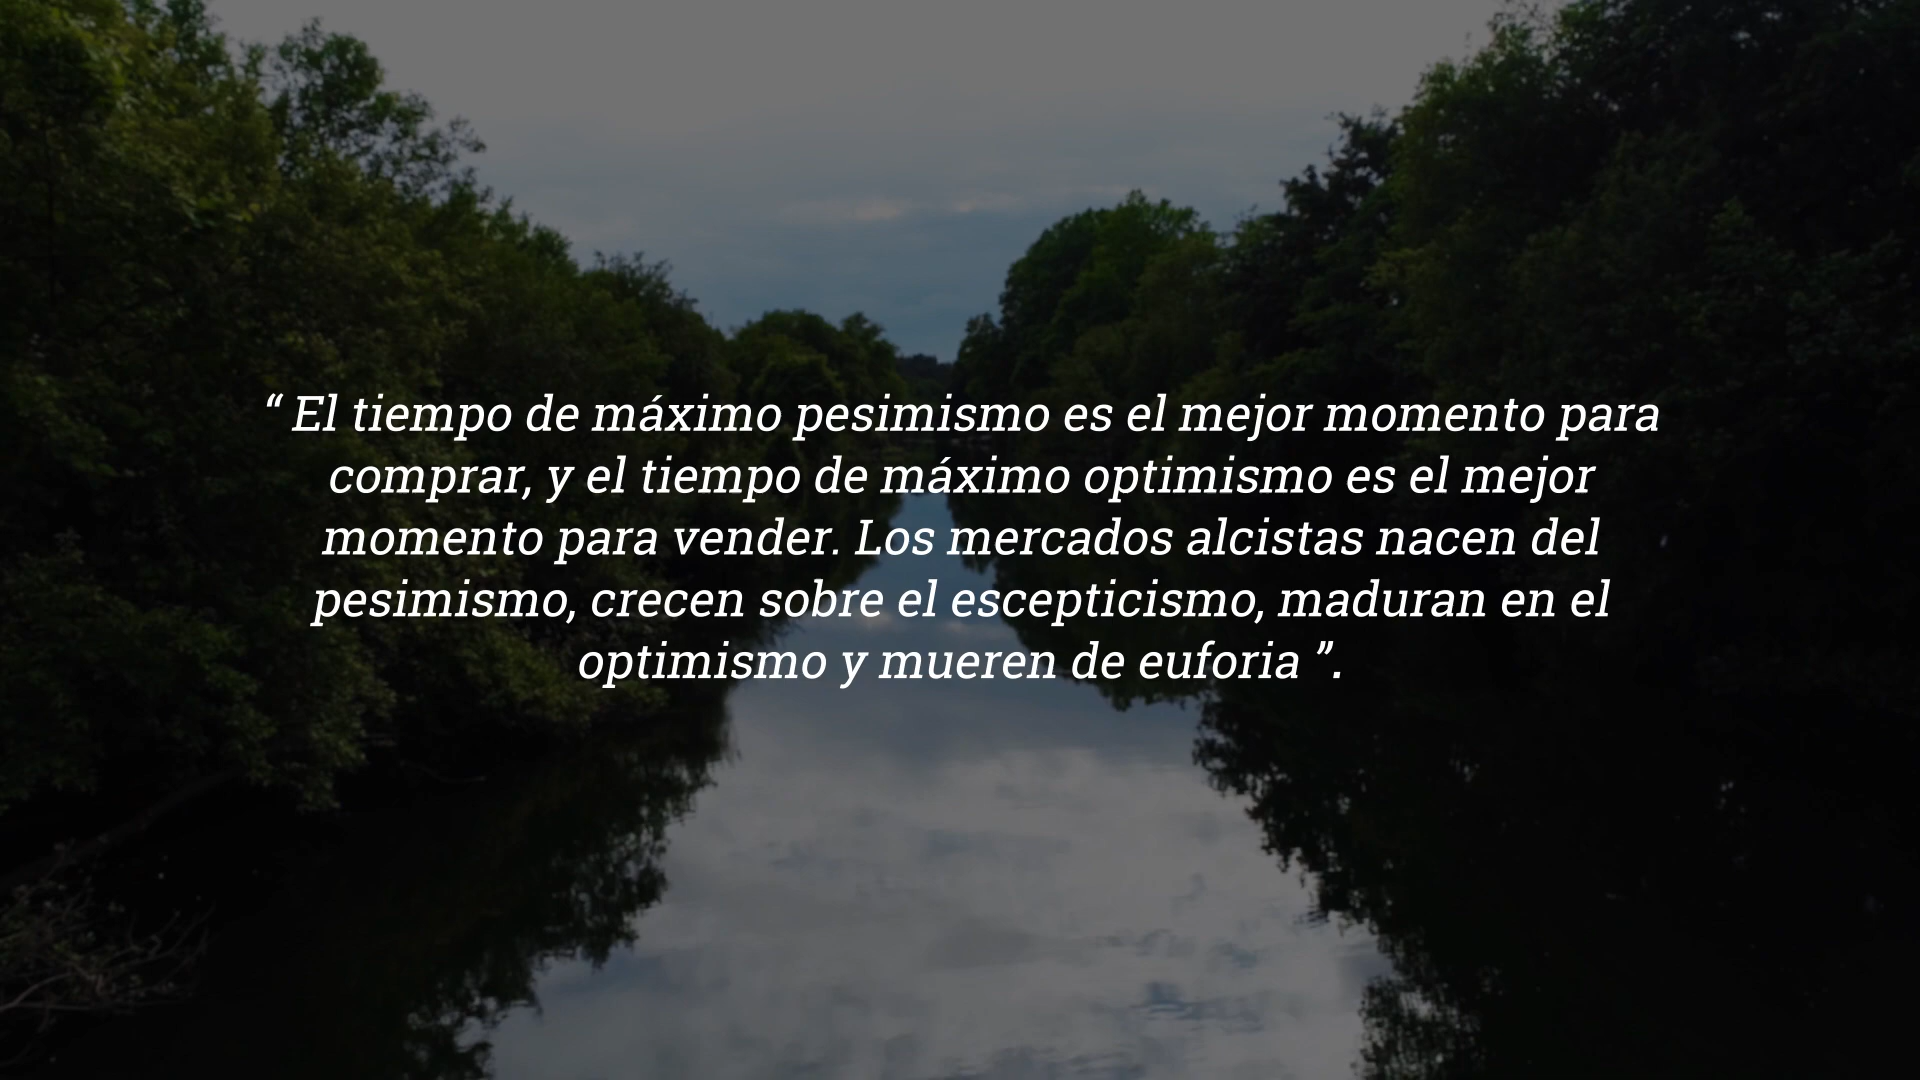 “ El tiempo de máximo pesimismo es el mejor momento para
comprar, y el tiempo de máximo optimismo es el mejor
momento para vender. Los mercados alcistas nacen del
pesimismo, crecen sobre el escepticismo, maduran en el
optimismo y mueren de euforia ”.